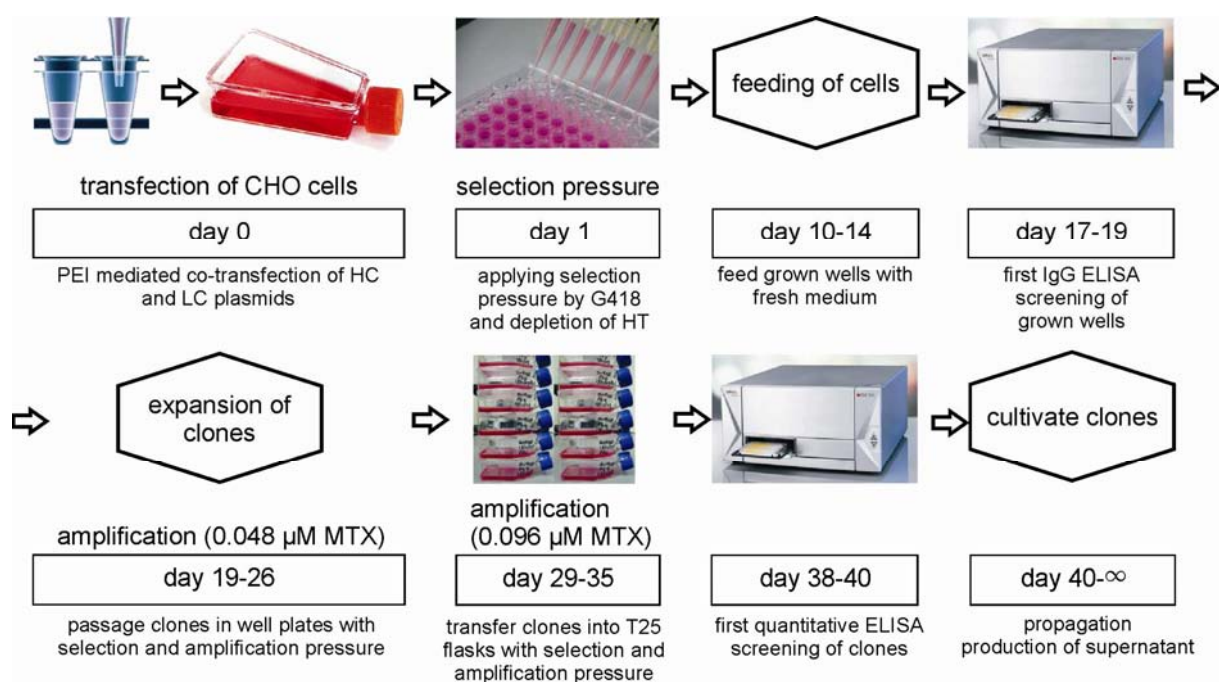 feeding of cells
transfection of CHO cells
selection pressure
day 0
day 1
day 10-14
day 17-19
PEI mediated co-transfection of HC
and LC plasmids
applying selection
pressure by G418
and depletion of HT
feed grown wells with
fresh medium
first IgG ELISA
screening of
grown wells
expansion of
clones
cultivate clones
amplification (0.048 µM MTX)
amplification
(0.096 µM MTX)
day 19-26
day 29-35
day 38-40
day 40-∞
passage clones in well plates with
selection and amplification pressure
transfer clones into T25
flasks with selection and
amplification pressure
first quantitative ELISA
screening of clones
propagation
production of supernatant